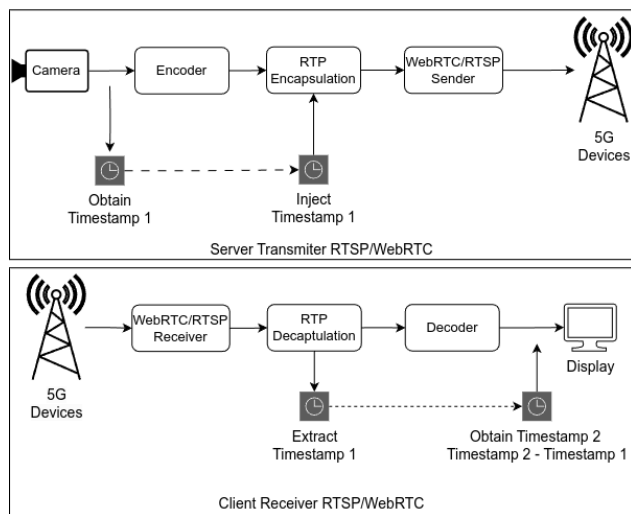 Camera
Encoder
RTP
Encapsulation
WebRTC/RTSP
Sender
5G
Devices
Obtain
Timestamp 1
Inject
Timestamp 1
Server Transmiter RTSP/WebRTC
WebRTC/RTSP
Receiver
RTP
Decaptulation
Decoder
Display
5G
Devices
Extract
Timestamp 1
Obtain Timestamp 2
Timestamp 2 - Timestamp 1
Client Receiver RTSP/WebRTC